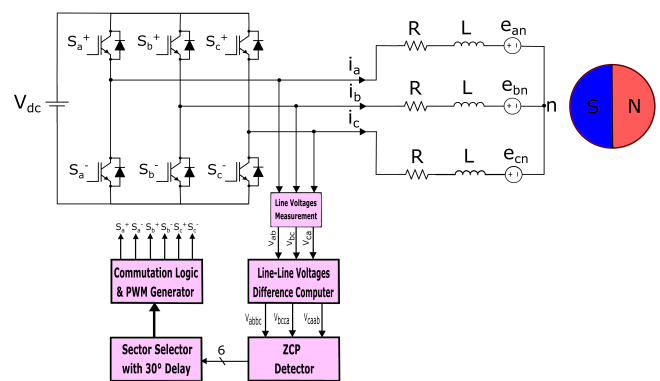 Sa+ Sb+ Sc+
Vdc
Sa- Sb- Sc-
ia
ib
ic
R L ean
R L ebn
R L ecn
n
S N
Line Voltages
Measurement
Vab Vbc Vca
Line-Line Voltages
Difference Computer
Vabbc Vbcca Vcaab
ZCP
Detector
6
Sector Selector
with 30° Delay
Commutation Logic
& PWM Generator
Sa+ Sa- Sb+ Sb- Sc+ Sc-